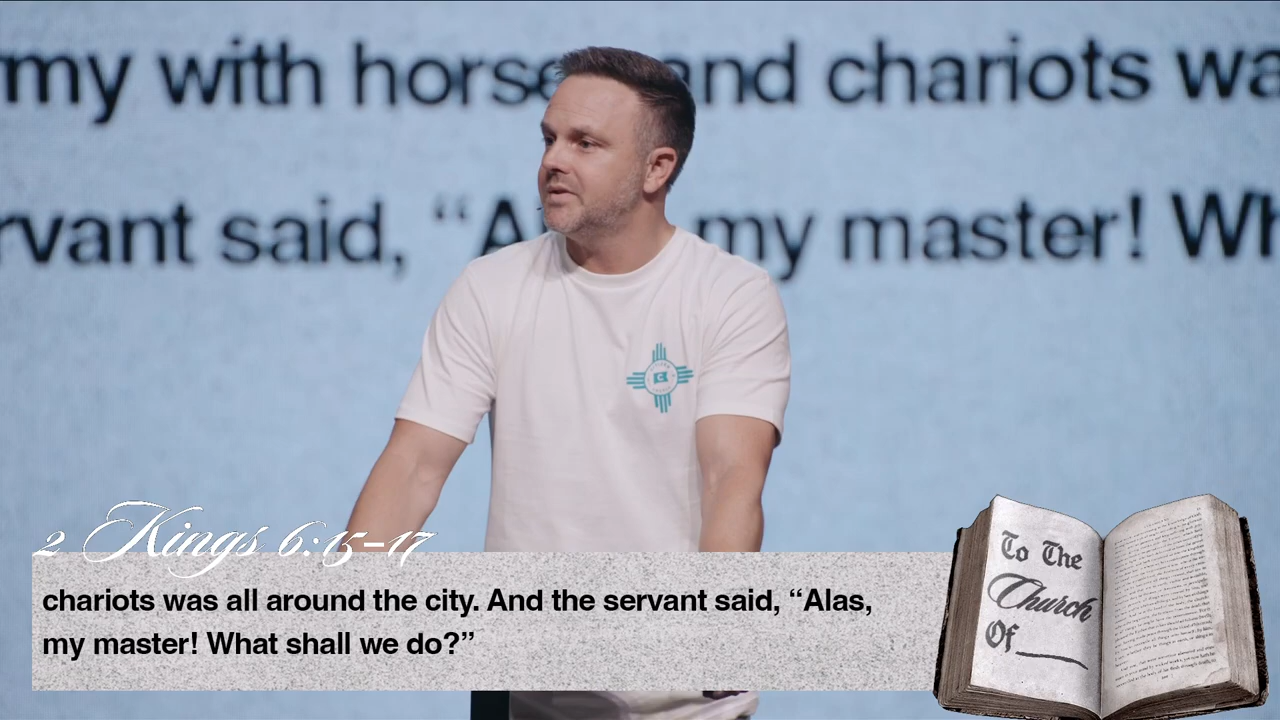 my with horse and chariots wa
rvant said, “A my master! Wh
2 Kings 6:15-17
chariots was all around the city. And the servant said, “Alas,
my master! What shall we do?”
To The
Church
Of ___